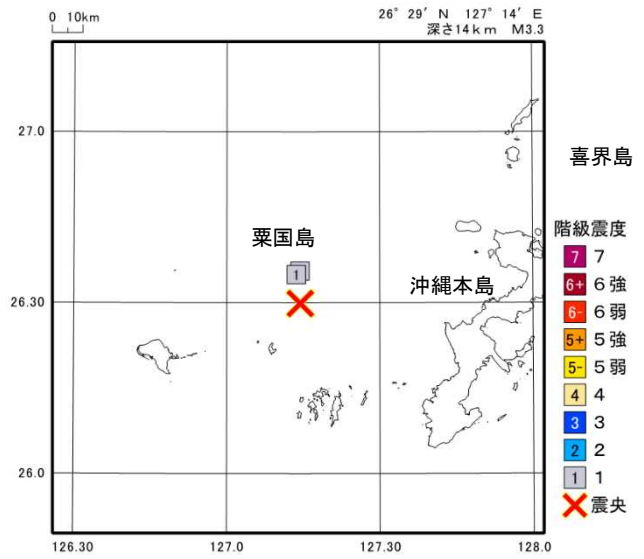 0 10km
26° 29′ N 127° 14′ E
深さ14km M3.3
27.0
喜界島
粟国島
階級震度
7 7
1
6+ 6強
沖縄本島
26.30
6- 6弱
5+ 5強
5- 5弱
4 4
3 3
2 2
26.0
1 1
震央
126.30 127.0 127.30 128.0